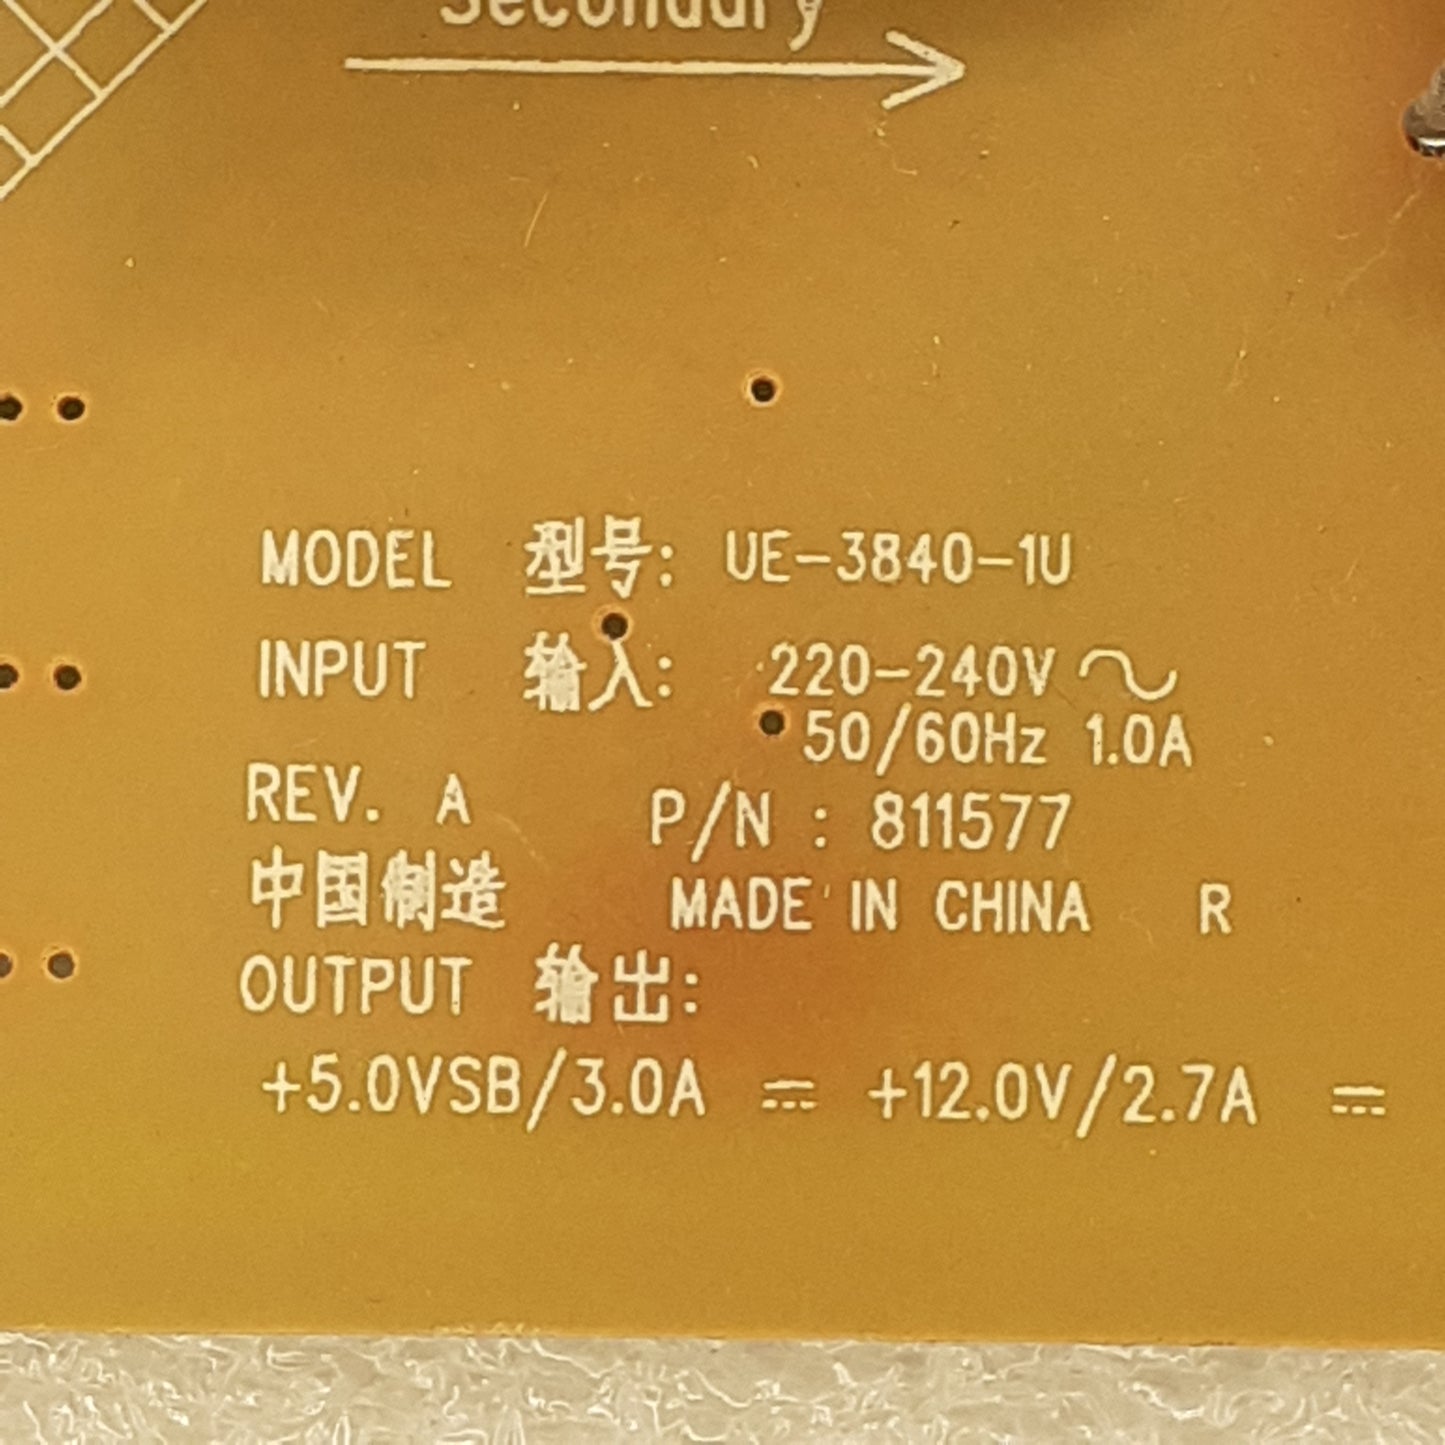 Secondary
MODEL 型号: UE-3840-1U
INPUT 输入: 220-240V
50/60Hz 1.0A
REV. A P/N : 811577
中国制造 MADE IN CHINA R
OUTPUT 输出:
+5.0VSB/3.0A ⎓ +12.0V/2.7A ⎓